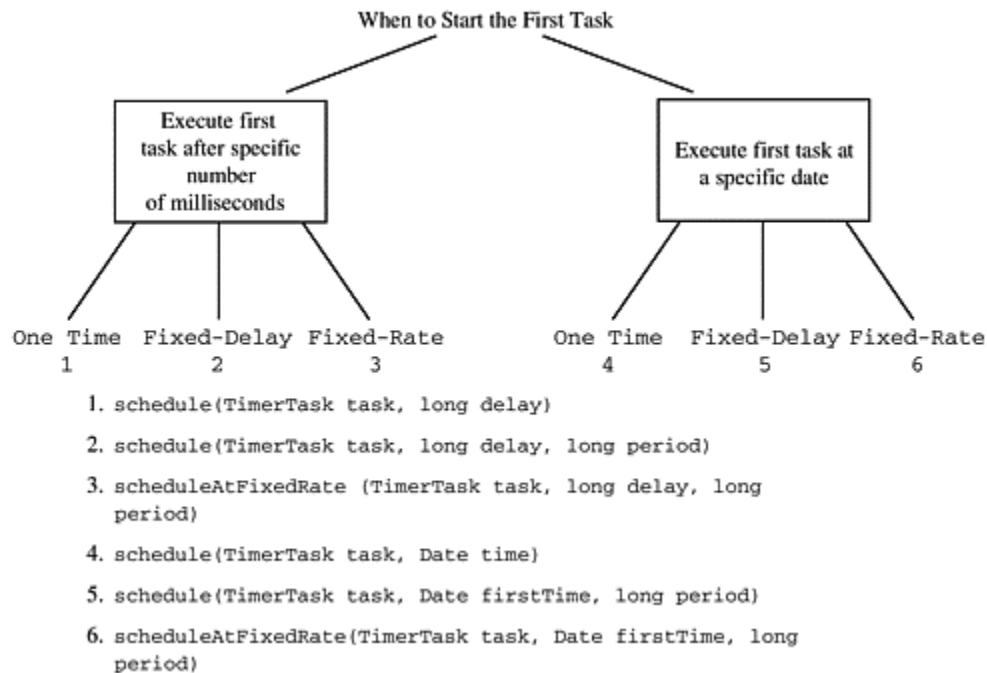 When to Start the First Task
Execute first
task after specific
number
of milliseconds
Execute first task at
a specific date
One Time Fixed-Delay Fixed-Rate
1 2 3
One Time Fixed-Delay Fixed-Rate
4 5 6
1. schedule(TimerTask task, long delay)
2. schedule(TimerTask task, long delay, long period)
3. scheduleAtFixedRate (TimerTask task, long delay, long
period)
4. schedule(TimerTask task, Date time)
5. schedule(TimerTask task, Date firstTime, long period)
6. scheduleAtFixedRate(TimerTask task, Date firstTime, long
period)